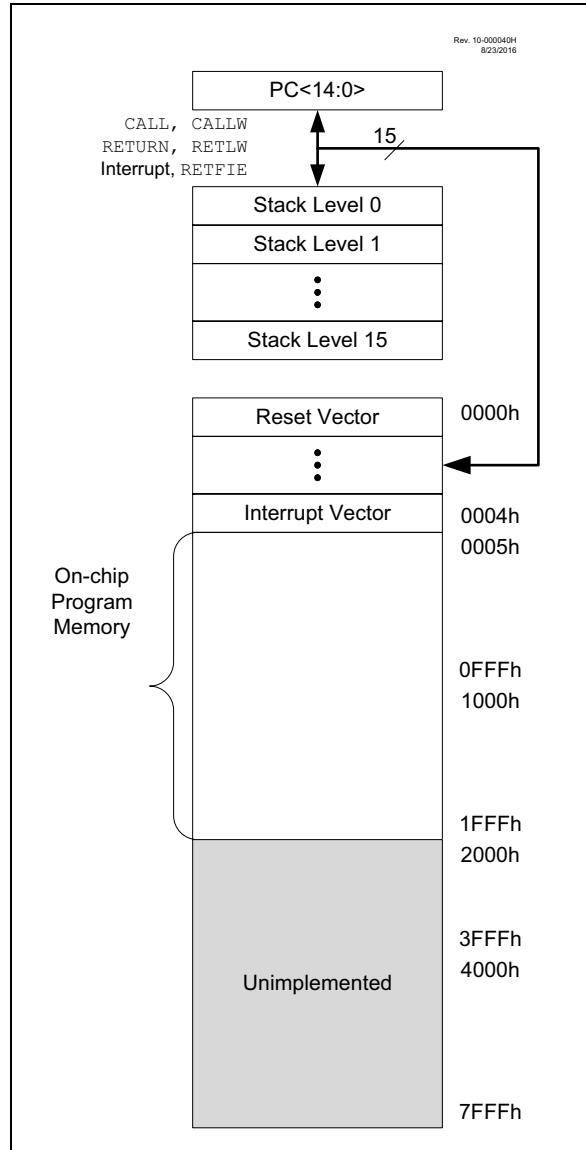 Rev. 10-000040H
8/23/2016
PC<14:0>
CALL, CALLW
RETURN, RETLW
Interrupt, RETFIE
15
Stack Level 0
Stack Level 1
Stack Level 15
Reset Vector
0000h
Interrupt Vector
0004h
0005h
On-chip
Program
Memory
0FFFh
1000h
1FFFh
2000h
3FFFh
4000h
Unimplemented
7FFFh